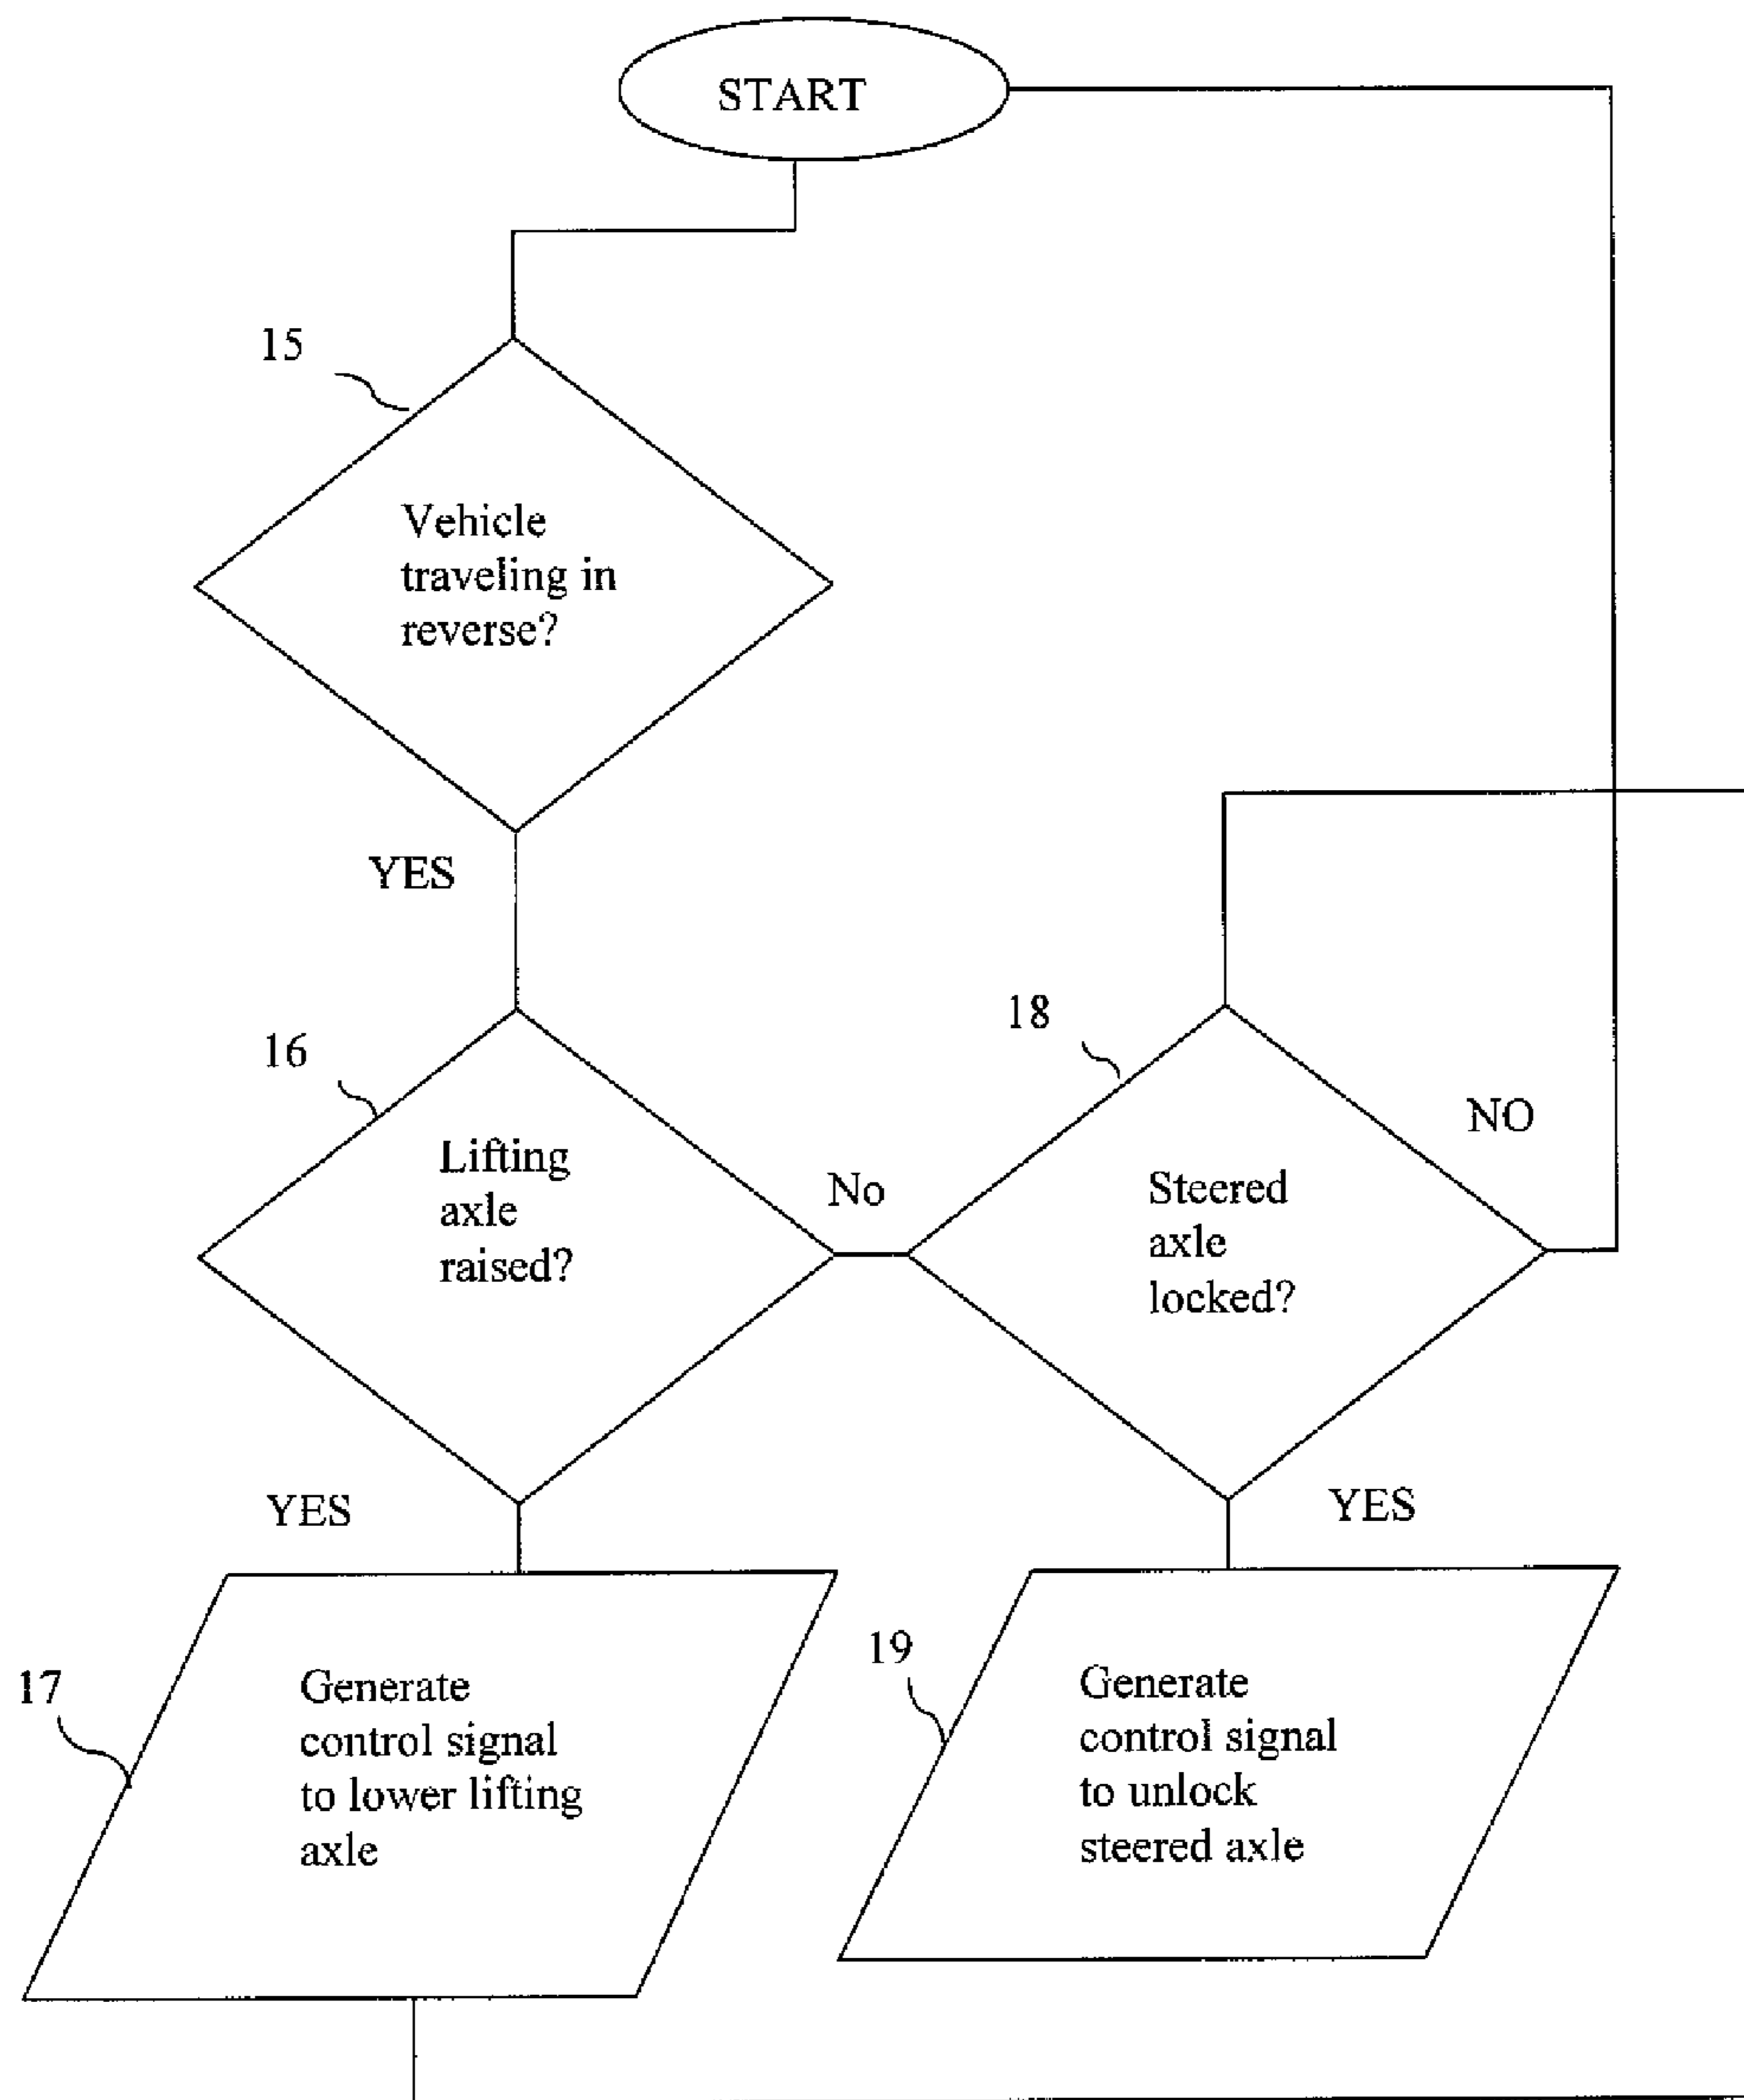 START
15
Vehicle
traveling in
reverse?
YES
16
Lifting
axle
raised?
No
18
Steered
axle
locked?
NO
YES
YES
17
Generate
control signal
to lower lifting
axle
19
Generate
control signal
to unlock
steered axle